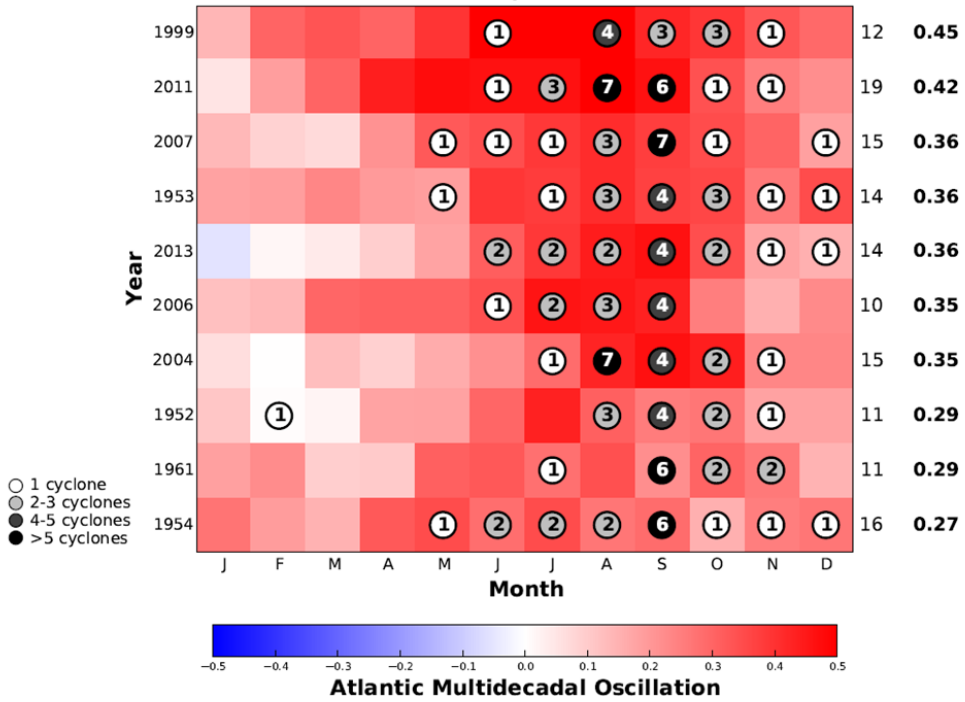 1999 1 4 3 3 1 12 0.45
2011 1 3 7 6 1 1 19 0.42
2007 1 1 1 3 7 1 1 15 0.36
1953 1 1 3 4 3 1 1 14 0.36
2013 2 2 2 4 2 1 1 14 0.36
Year
2006 1 2 3 4 10 0.35
2004 1 7 4 2 1 15 0.35
1952 1 3 4 2 1 11 0.29
1961 1 6 2 2 11 0.29
1954 1 2 2 2 6 1 1 1 16 0.27
1 cyclone
2-3 cyclones
4-5 cyclones
>5 cyclones
J F M A M J J A S O N D
Month
−0.5 −0.4 −0.3 −0.2 −0.1 0.0 0.1 0.2 0.3 0.4 0.5
Atlantic Multidecadal Oscillation